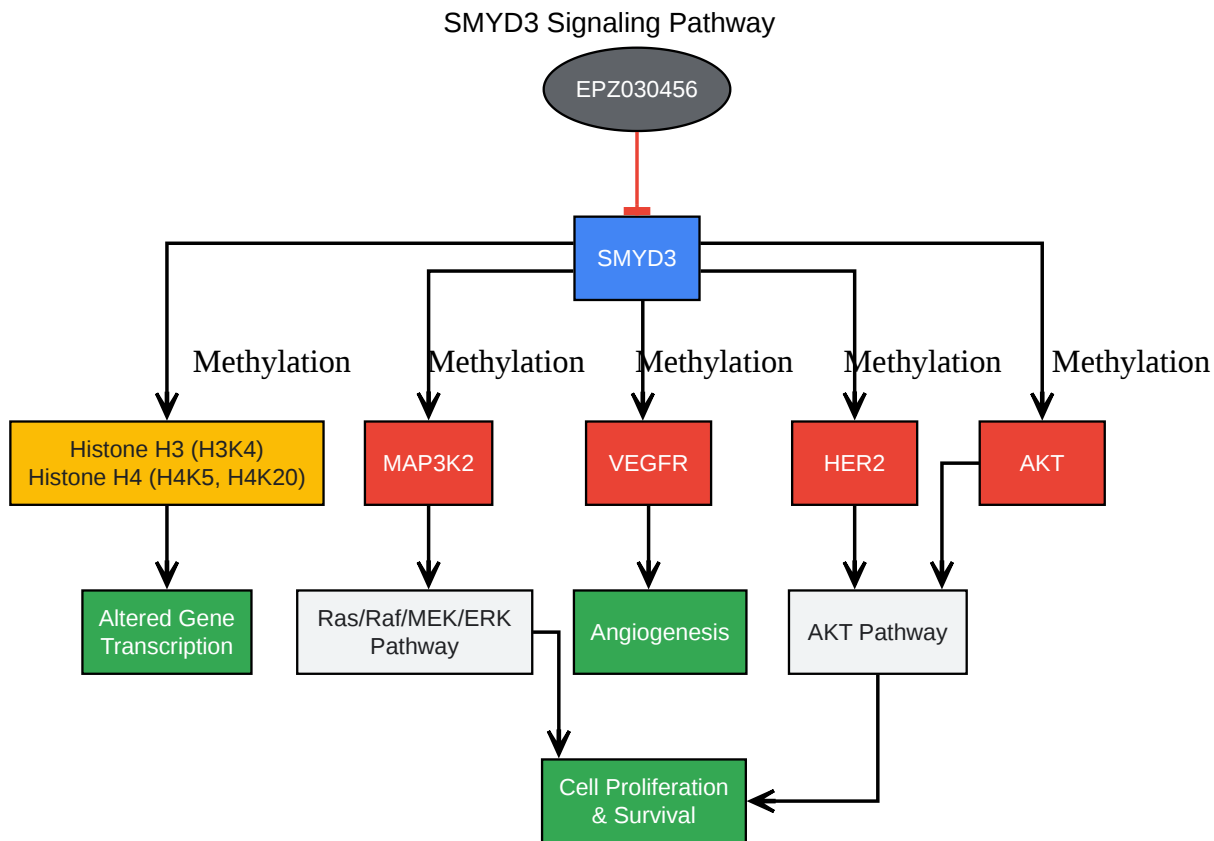 SMYD3 Signaling Pathway
EPZ030456
SMYD3
Methylation
Methylation
Methylation
Methylation
Methylation
Histone H3 (H3K4)
Histone H4 (H4K5, H4K20)
MAP3K2
VEGFR
HER2
AKT
Altered Gene
Transcription
Ras/Raf/MEK/ERK
Pathway
Angiogenesis
AKT Pathway
Cell Proliferation
& Survival